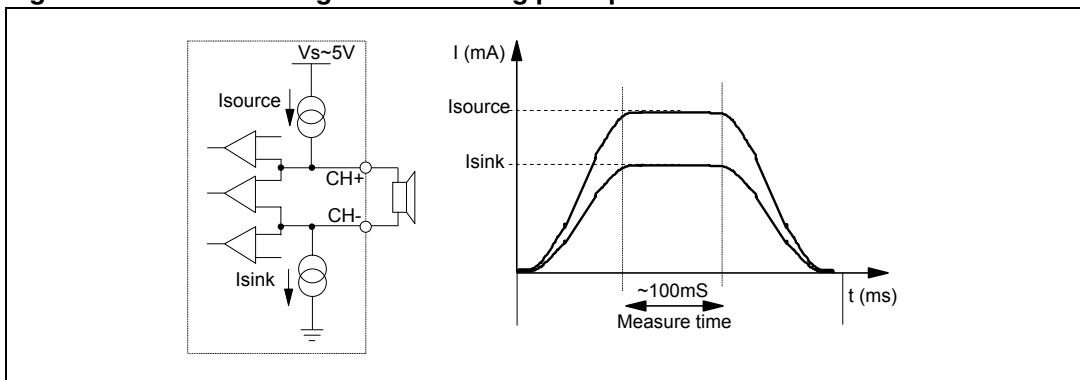 Vs~5V
Isource
CH+
CH-
Isink
I (mA)
Isource
Isink
~100mS
Measure time
t (ms)